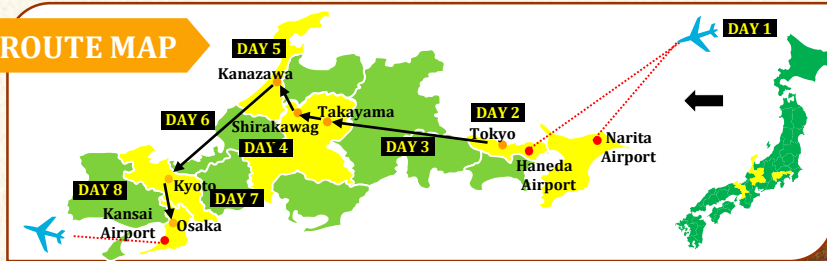 ROUTE MAP
DAY 1
DAY 5
Kanazawa
DAY 6
Shirakawag
Takayama
DAY 2
Tokyo
Narita
Airport
Haneda
Airport
DAY 4
DAY 3
DAY 8
Kyoto
DAY 7
Kansai
Airport
Osaka